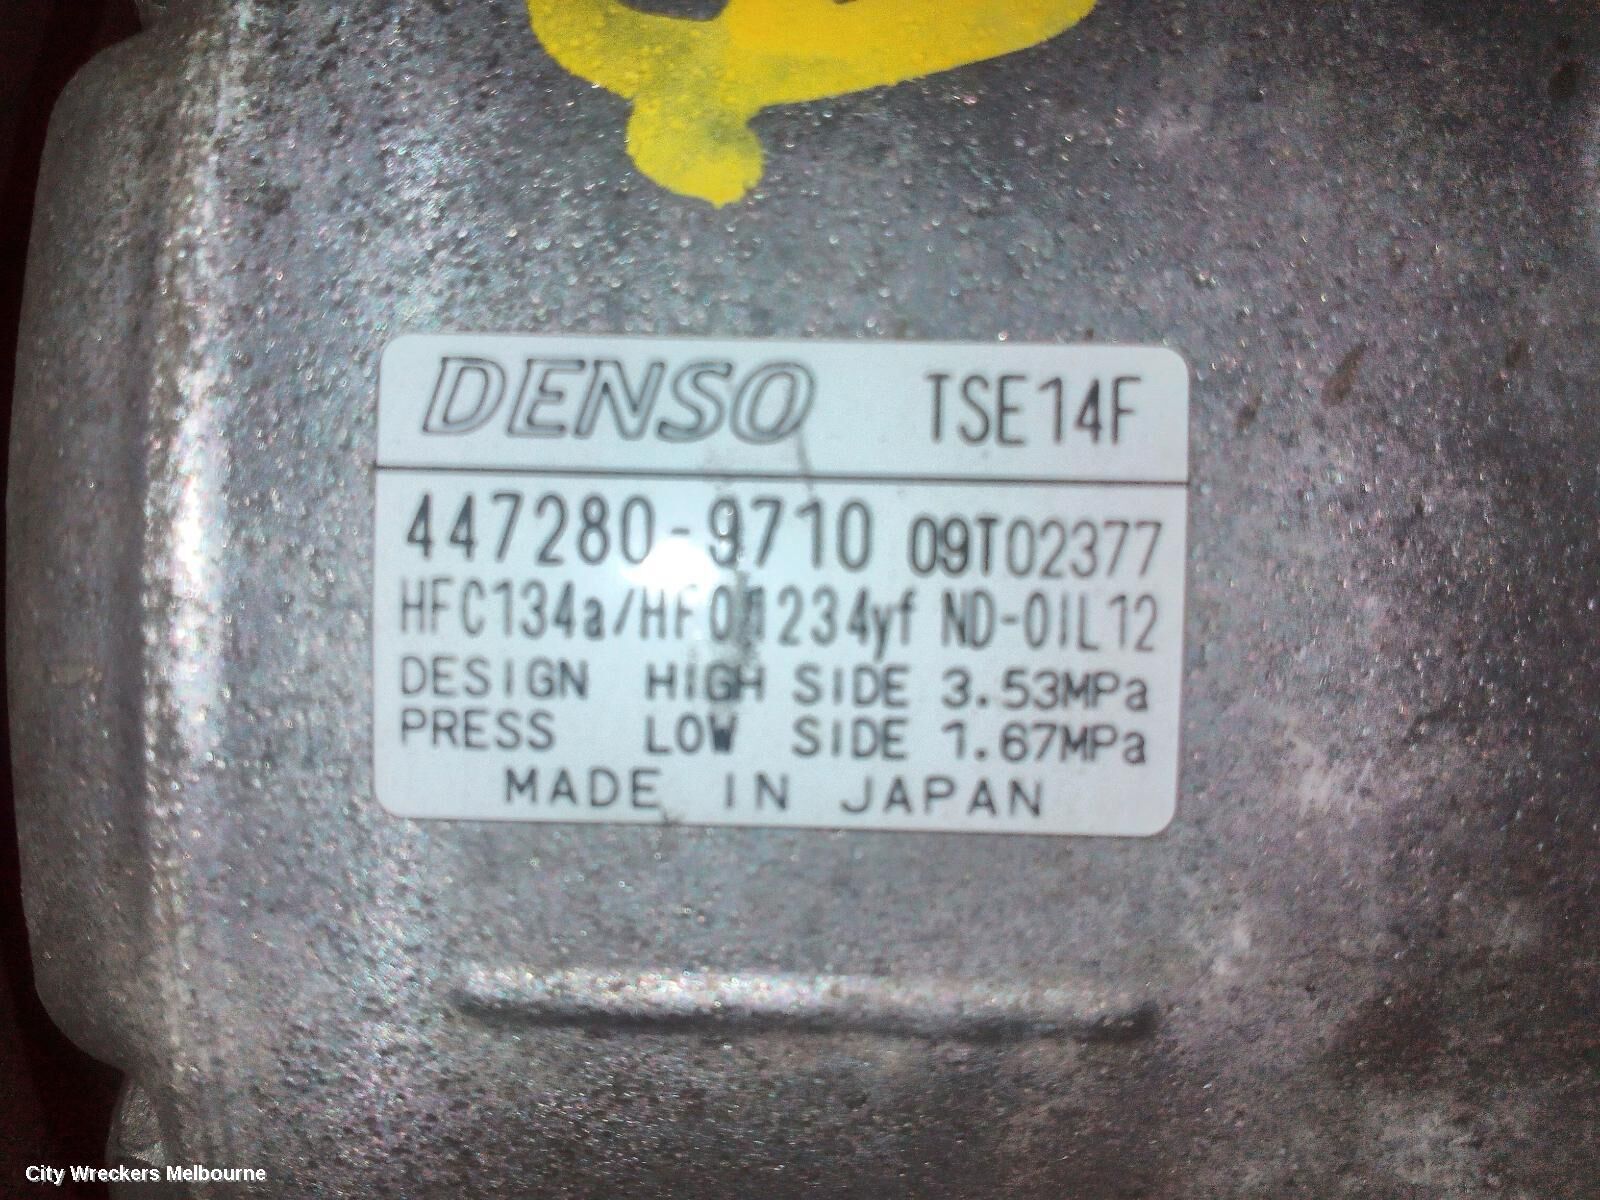 DENSO TSE14F
447280-9710 09T02377
HFC134a/HFO1234yf ND-OIL12
DESIGN HIGH SIDE 3.53MPa
PRESS LOW SIDE 1.67MPa
MADE IN JAPAN
City Wreckers Melbourne